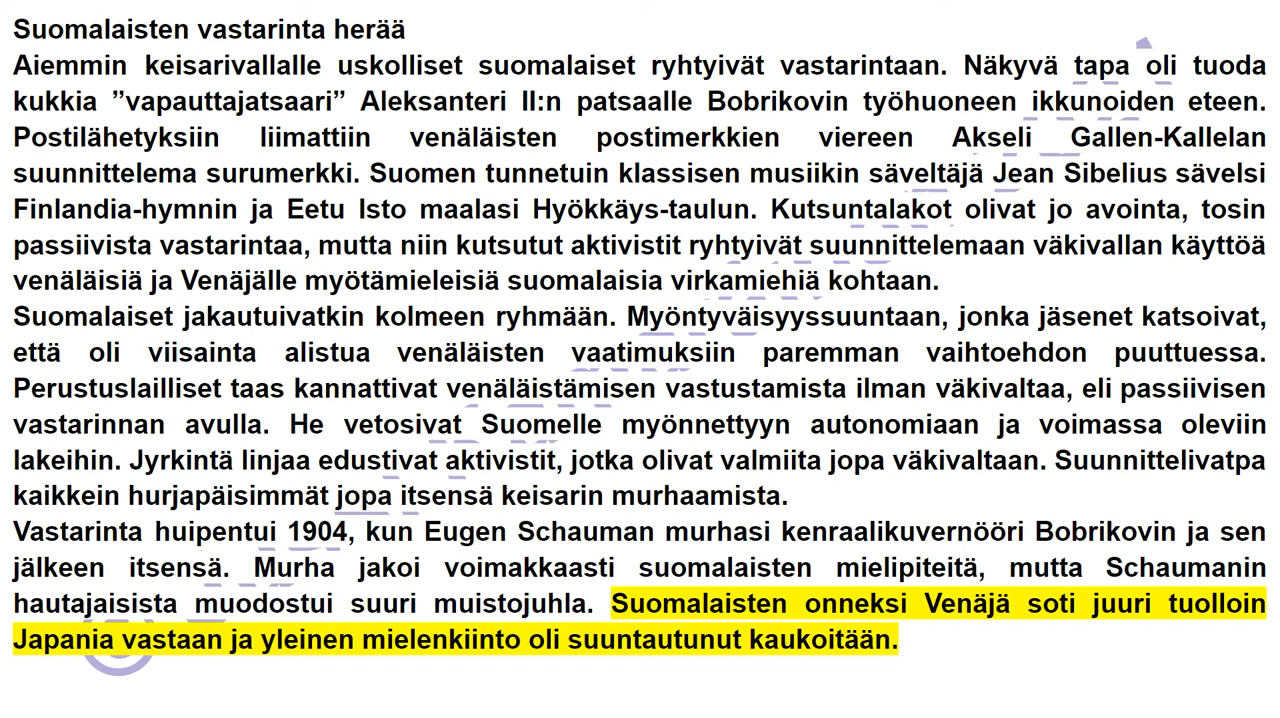 Suomalaisten vastarinta herää
Aiemmin keisarivallalle uskolliset suomalaiset ryhtyivät vastarintaan. Näkyvä tapa oli tuoda
kukkia ”vapauttajatsaari” Aleksanteri II:n patsaalle Bobrikovin työhuoneen ikkunoiden eteen.
Postilähetyksiin liimattiin venäläisten postimerkkien viereen Akseli Gallen-Kallelan
suunnittelema surumerkki. Suomen tunnetuin klassisen musiikin säveltäjä Jean Sibelius sävelsi
Finlandia-hymnin ja Eetu Isto maalasi Hyökkäys-taulun. Kutsuntalakot olivat jo avointa, tosin
passiivista vastarintaa, mutta niin kutsutut aktivistit ryhtyivät suunnittelemaan väkivallan käyttöä
venäläisiä ja Venäjälle myötämieleisiä suomalaisia virkamiehiä kohtaan.
Suomalaiset jakautuivatkin kolmeen ryhmään. Myöntyväisyyssuuntaan, jonka jäsenet katsoivat,
että oli viisainta alistua venäläisten vaatimuksiin paremman vaihtoehdon puuttuessa.
Perustuslailliset taas kannattivat venäläistämisen vastustamista ilman väkivaltaa, eli passiivisen
vastarinnan avulla. He vetosivat Suomelle myönnettyyn autonomiaan ja voimassa oleviin
lakeihin. Jyrkintä linjaa edustivat aktivistit, jotka olivat valmiita jopa väkivaltaan. Suunnittelivatpa
kaikkein hurjapäisimmät jopa itsensä keisarin murhaamista.
Vastarinta huipentui 1904, kun Eugen Schauman murhasi kenraalikuvernööri Bobrikovin ja sen
jälkeen itsensä. Murha jakoi voimakkaasti suomalaisten mielipiteitä, mutta Schaumanin
hautajaisista muodostui suuri muistojuhla. Suomalaisten onneksi Venäjä soti juuri tuolloin
Japania vastaan ja yleinen mielenkiinto oli suuntautunut kaukoitään.